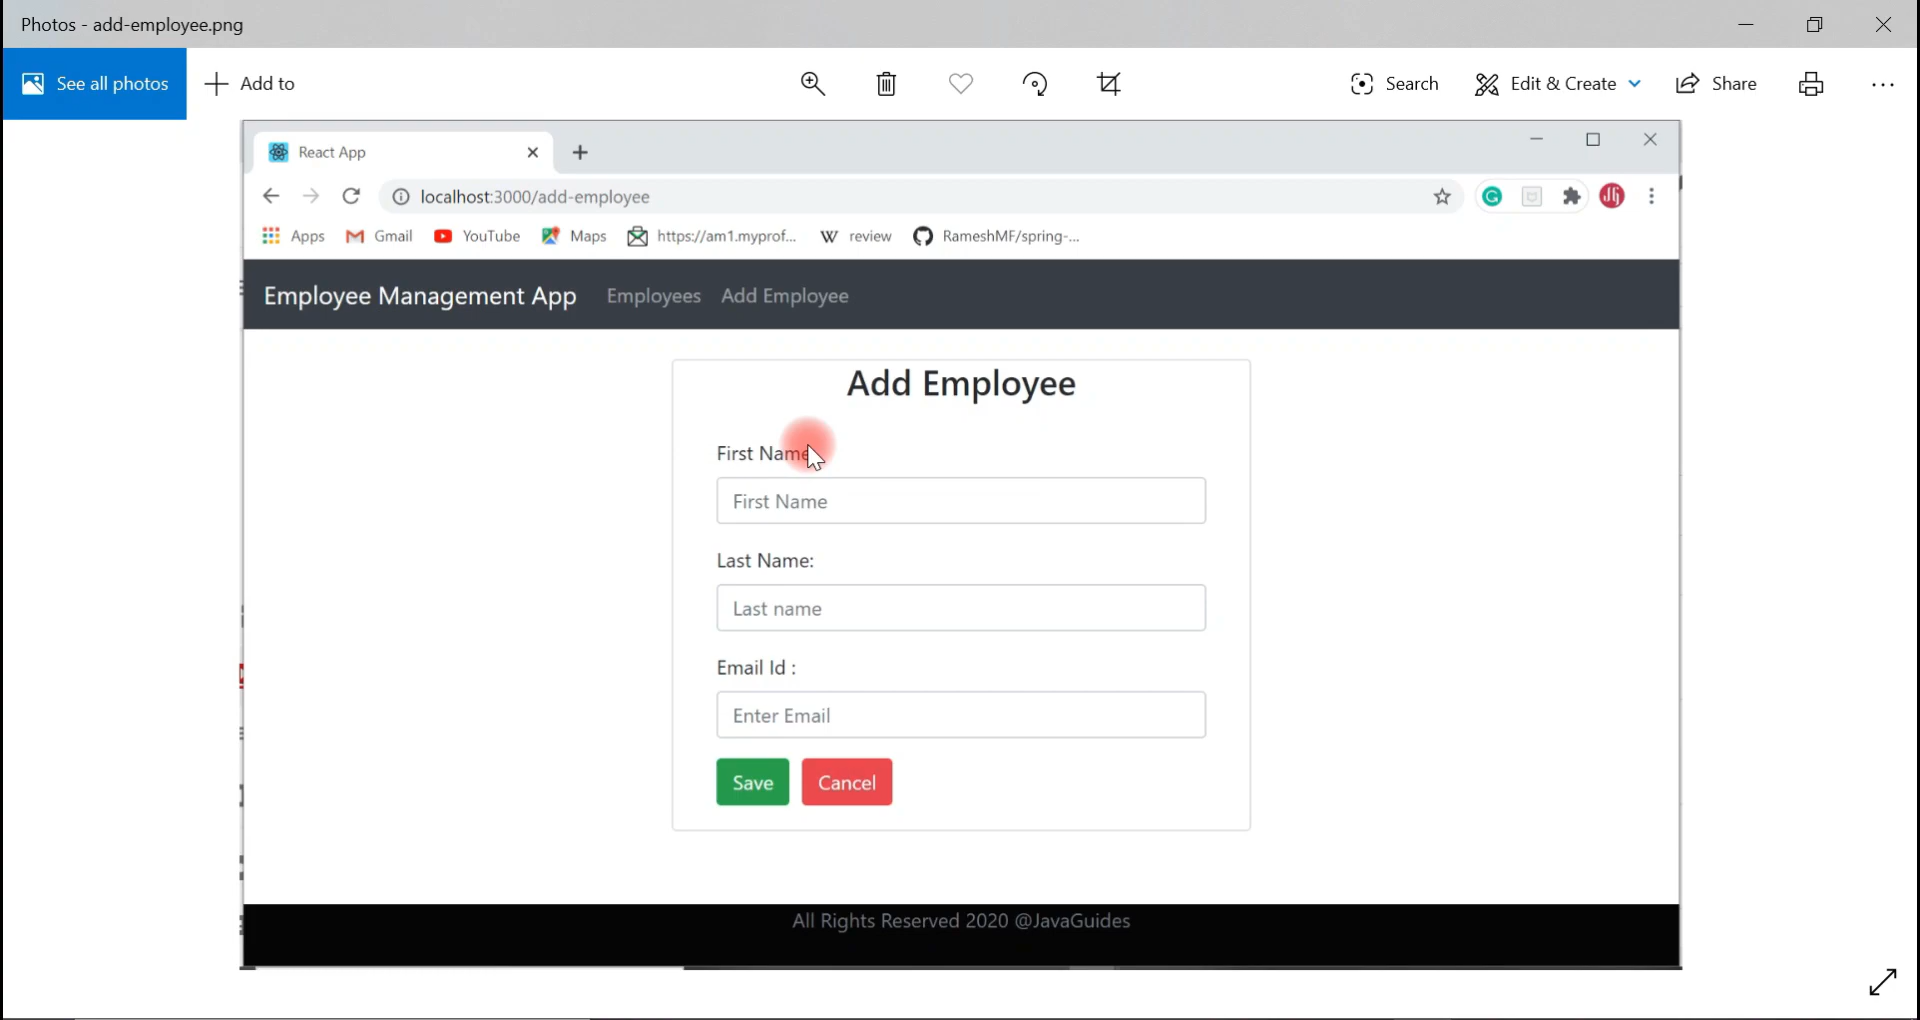 Photos - add-employee.png
See all photos
Add to
Search
Edit & Create
Share
React App
localhost:3000/add-employee
Apps
Gmail
YouTube
Maps
https://am1.myprof...
review
RameshMF/spring-...
Employee Management App
Employees
Add Employee
Add Employee
First Name
First Name
Last Name:
Last name
Email Id :
Enter Email
Save
Cancel
All Rights Reserved 2020 @JavaGuides